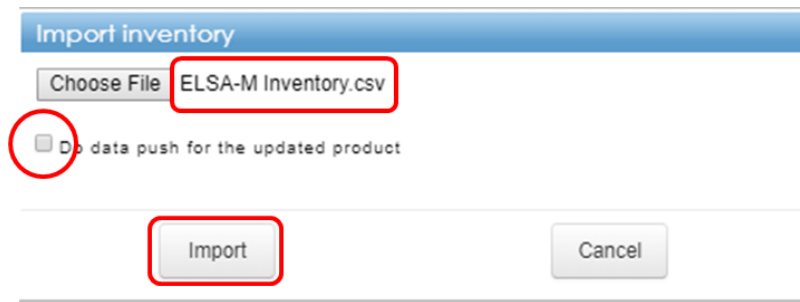 Import inventory
Choose File ELSA-M Inventory.csv
Do data push for the updated product
Import Cancel